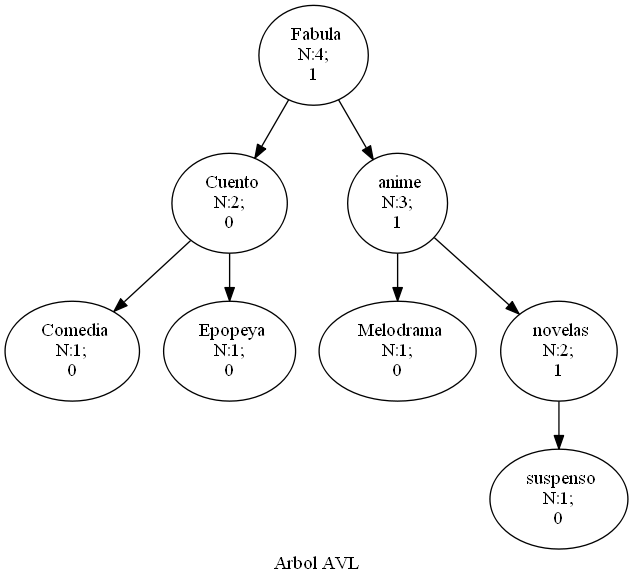 Fabula
N:4;
1
Cuento
N:2;
0
anime
N:3;
1
Comedia
N:1;
0
Epopeya
N:1;
0
Melodrama
N:1;
0
novelas
N:2;
1
suspenso
N:1;
0
Arbol AVL